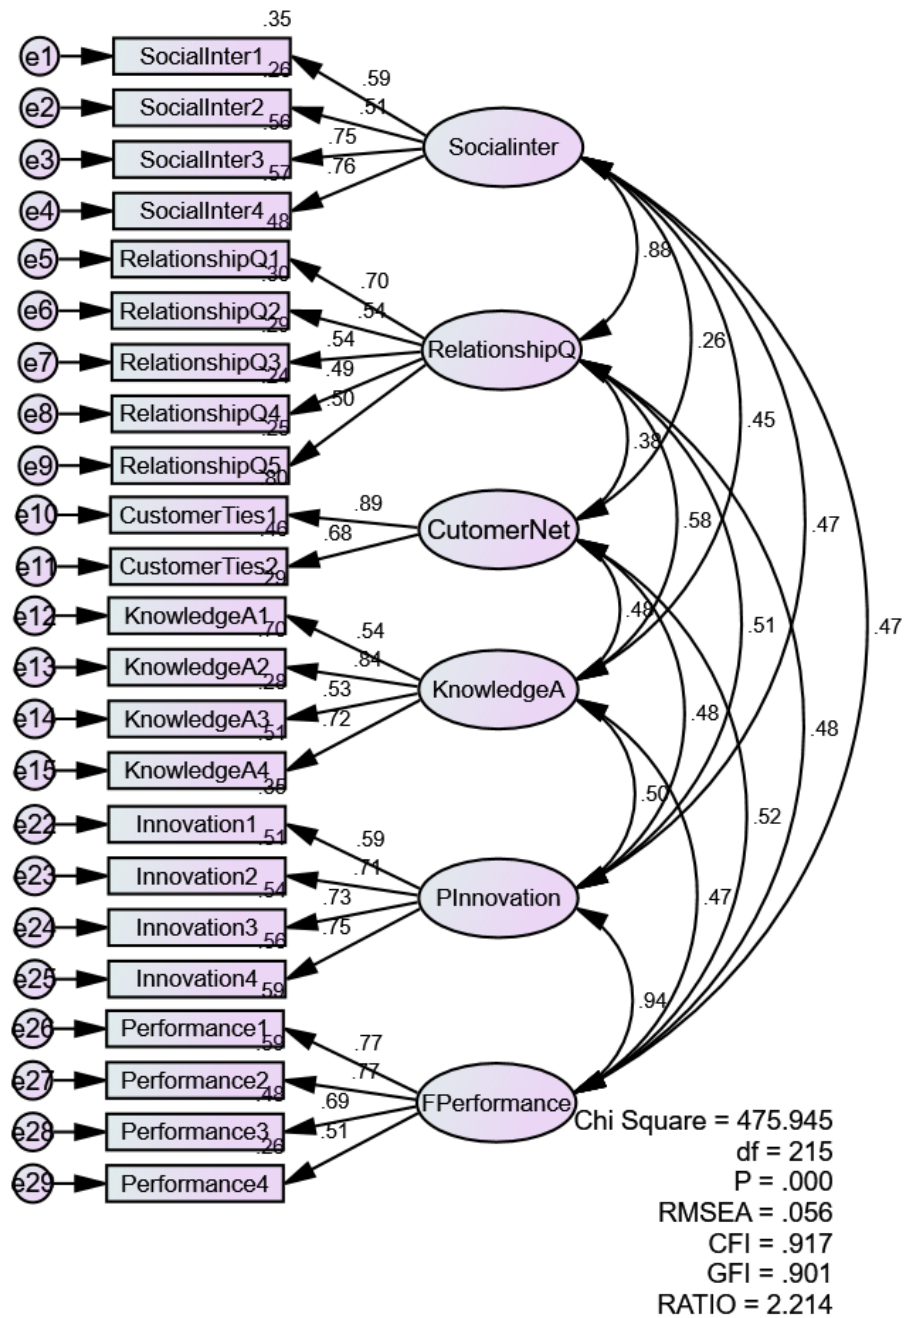 .35
e1 SocialInter1 .26
.59
e2 SocialInter2 .56
.51
.75
e3 SocialInter3 .57
.76
e4 SocialInter4 .48
Socialinter
e5 RelationshipQ1 .30
.70
e6 RelationshipQ2 .29
.54
.54
e7 RelationshipQ3 .24
.49
e8 RelationshipQ4 .25
.50
e9 RelationshipQ5 .80
RelationshipQ
e10 CustomerTies1 .46
.89
e11 CustomerTies2 .29
.68
CutomerNet
e12 KnowledgeA1 .70
.54
e13 KnowledgeA2 .28
.84
.53
e14 KnowledgeA3 .51
.72
e15 KnowledgeA4 .35
KnowledgeA
e22 Innovation1 .51
.59
e23 Innovation2 .54
.71
.73
e24 Innovation3 .56
.75
e25 Innovation4 .59
PInnovation
e26 Performance1 .59
.77
e27 Performance2 .48
.77
.69
e28 Performance3 .26
.51
e29 Performance4
FPerformance
.88
.26
.45
.38
.58
.47
.48
.51
.47
.48
.48
.50
.52
.47
.94
Chi Square = 475.945
df = 215
P = .000
RMSEA = .056
CFI = .917
GFI = .901
RATIO = 2.214